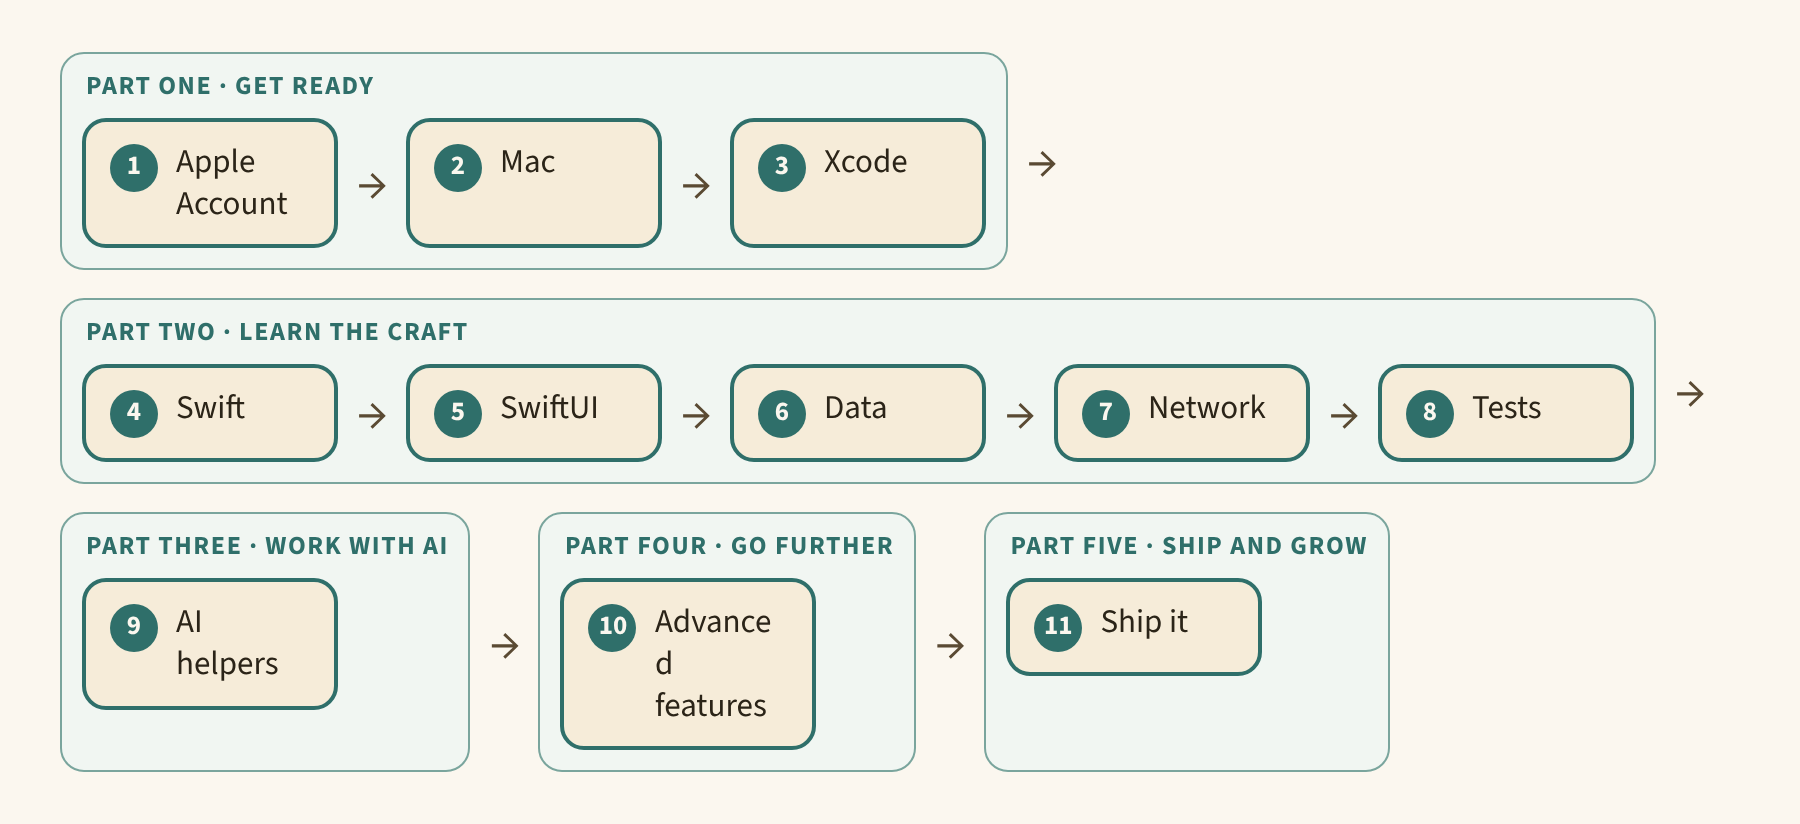 PART ONE · GET READY
1 Apple
Account
→
2 Mac
→
3 Xcode
→
PART TWO · LEARN THE CRAFT
4 Swift
→
5 SwiftUI
→
6 Data
→
7 Network
→
8 Tests
→
PART THREE · WORK WITH AI
9 AI
helpers
→
PART FOUR · GO FURTHER
10 Advance
d
features
→
PART FIVE · SHIP AND GROW
11 Ship it